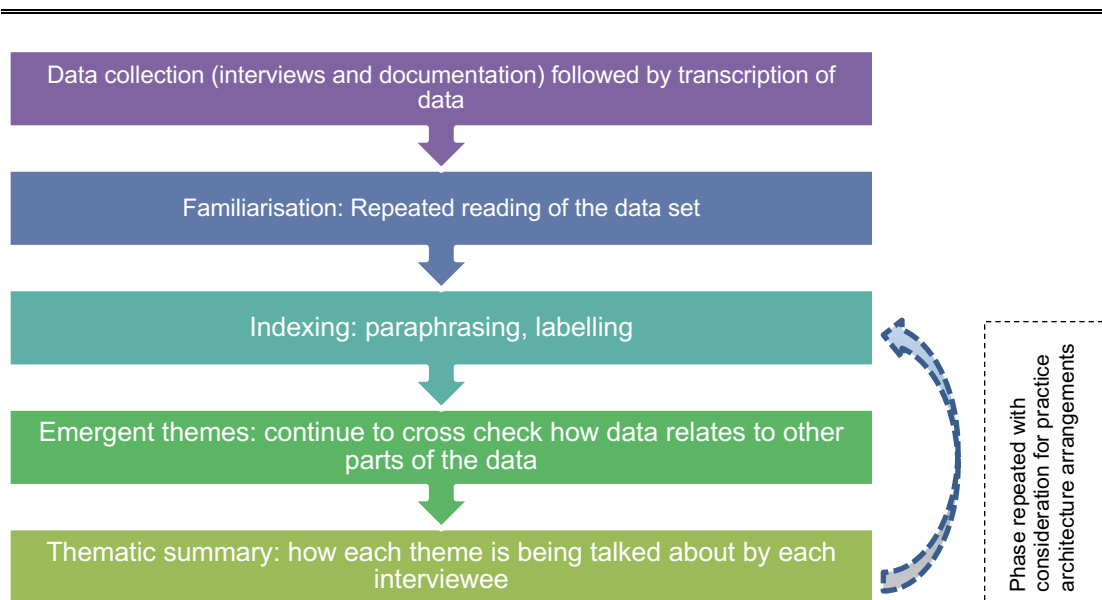 Data collection (interviews and documentation) followed by transcription of
data
Familiarisation: Repeated reading of the data set
Indexing: paraphrasing, labelling
Emergent themes: continue to cross check how data relates to other
parts of the data
Thematic summary: how each theme is being talked about by each
interviewee
Phase repeated with
consideration for practice
architecture arrangements